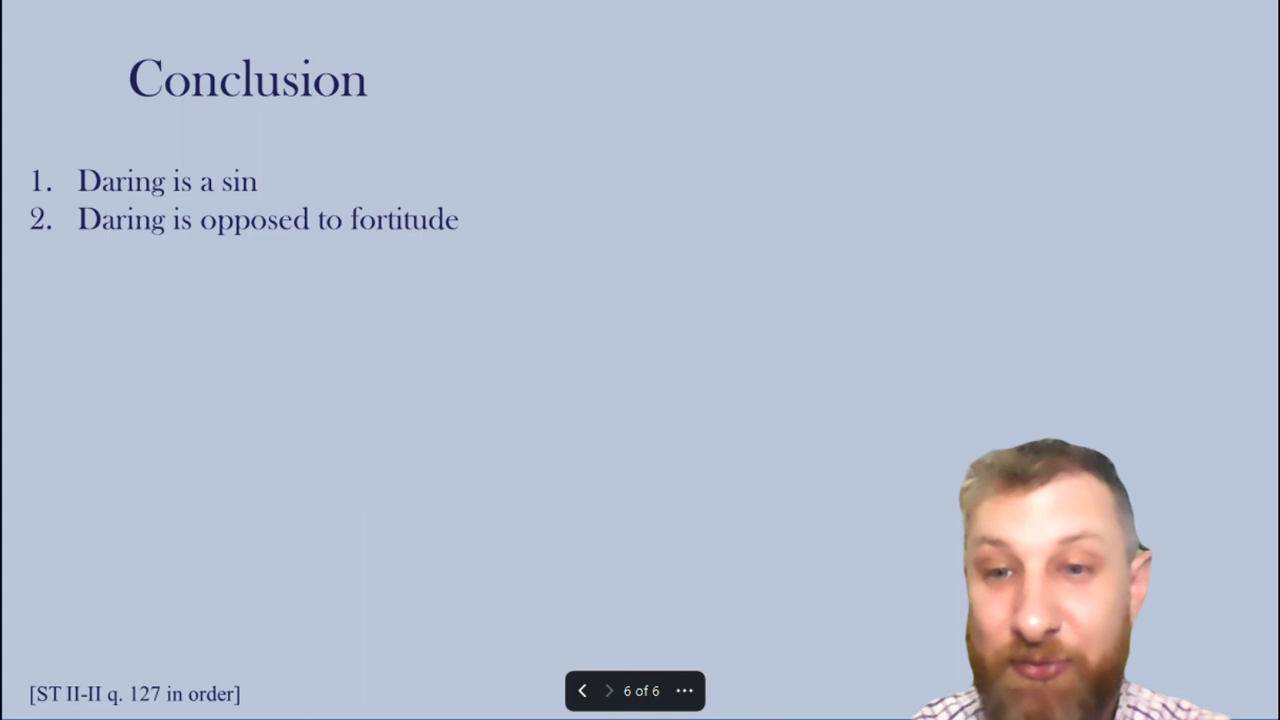 Conclusion
1. Daring is a sin
2. Daring is opposed to fortitude
[ST II-II q. 127 in order]
6 of 6